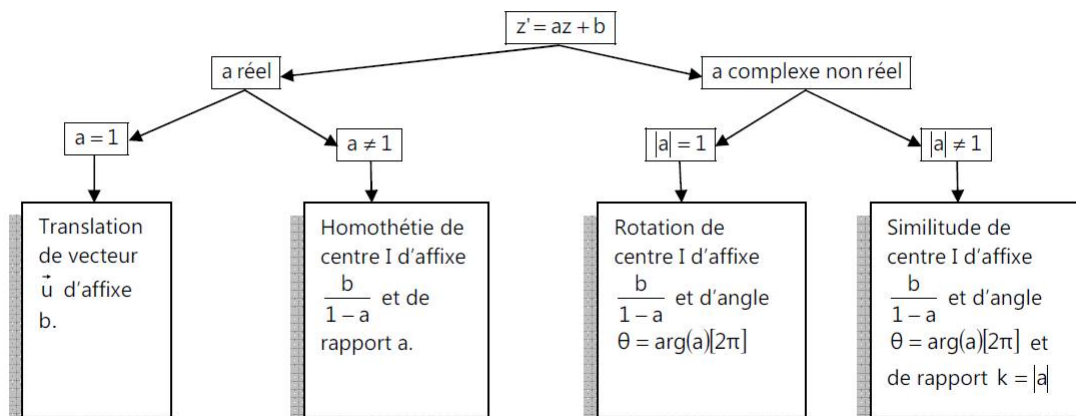 z' = az + b
a réel
a complexe non réel
a = 1
a ≠ 1
|a| = 1
|a| ≠ 1
Translation
de vecteur
u⃗ d'affixe
b.
Homothétie de
centre I d'affixe
b/(1 – a) et de
rapport a.
Rotation de
centre I d'affixe
b/(1 – a) et d'angle
θ = arg(a)[2π]
Similitude de
centre I d'affixe
b/(1 – a) et d'angle
θ = arg(a)[2π] et
de rapport k = |a|